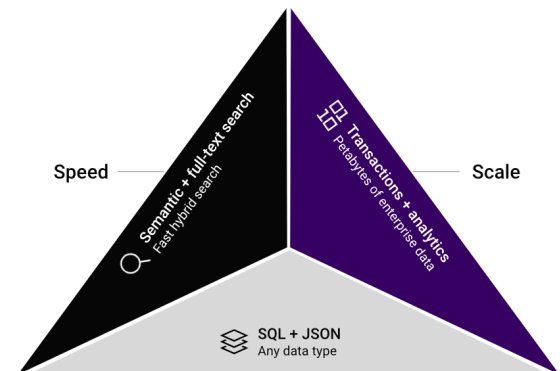 Speed
Semantic + full-text search
Fast hybrid search
Transactions + analytics
Petabytes of enterprise data
Scale
SQL + JSON
Any data type